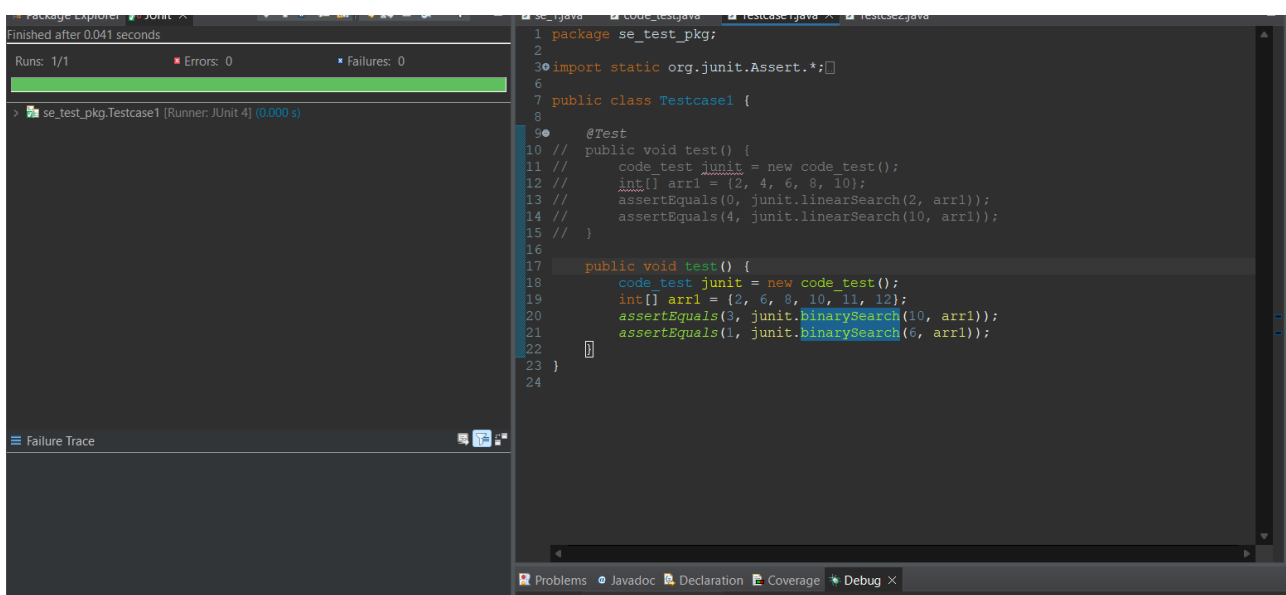 Package Explorer JUnit ×
Finished after 0.041 seconds
Runs: 1/1 Errors: 0 Failures: 0
> se_test_pkg.Testcase1 [Runner: JUnit 4] (0.000 s)
Failure Trace
se_1.java code_test.java Testcase1.java × Testcse2.java
1 package se_test_pkg;
2
3 import static org.junit.Assert.*;
6
7 public class Testcase1 {
8
9 @Test
10 // public void test() {
11 // code_test junit = new code_test();
12 // int[] arr1 = {2, 4, 6, 8, 10};
13 // assertEquals(0, junit.linearSearch(2, arr1));
14 // assertEquals(4, junit.linearSearch(10, arr1));
15 // }
16
17 public void test() {
18 code_test junit = new code_test();
19 int[] arr1 = {2, 6, 8, 10, 11, 12};
20 assertEquals(3, junit.binarySearch(10, arr1));
21 assertEquals(1, junit.binarySearch(6, arr1));
22 }
23 }
24
Problems Javadoc Declaration Coverage Debug ×